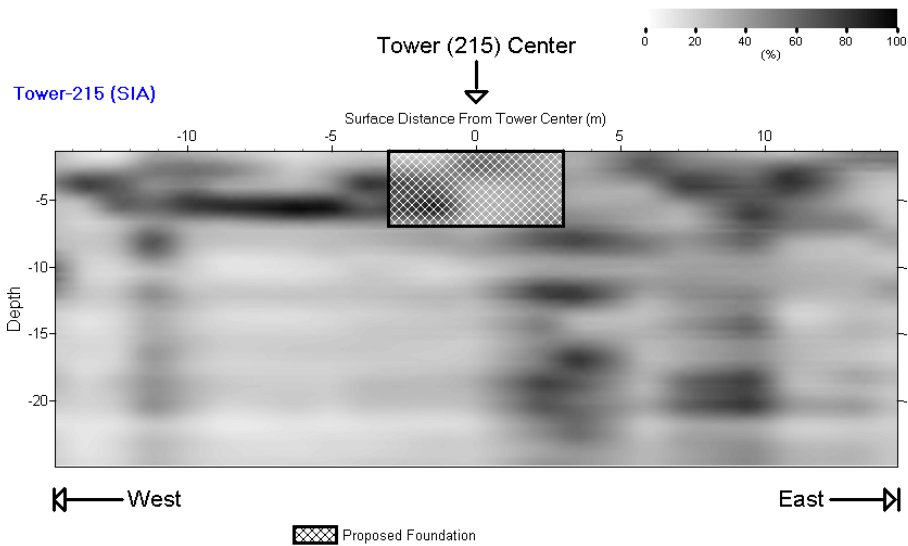 0 20 40 60 80 100
(%)
Tower (215) Center
Tower-215 (SIA)
Surface Distance From Tower Center (m)
-10 -5 0 5 10
-5
-10
Depth
-15
-20
West East
Proposed Foundation